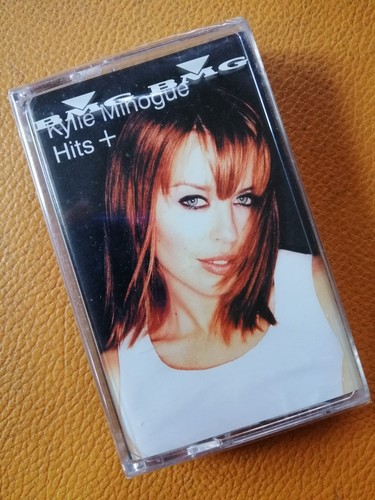 BMG BMG
Kylie Minogue
Hits +